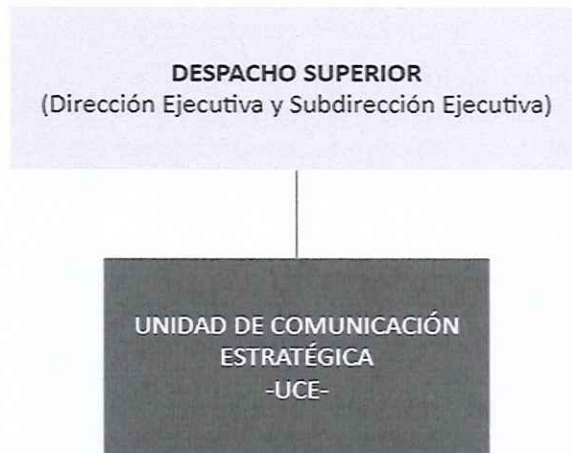 DESPACHO SUPERIOR
(Dirección Ejecutiva y Subdirección Ejecutiva)
UNIDAD DE COMUNICACIÓN
ESTRATÉGICA
-UCE-